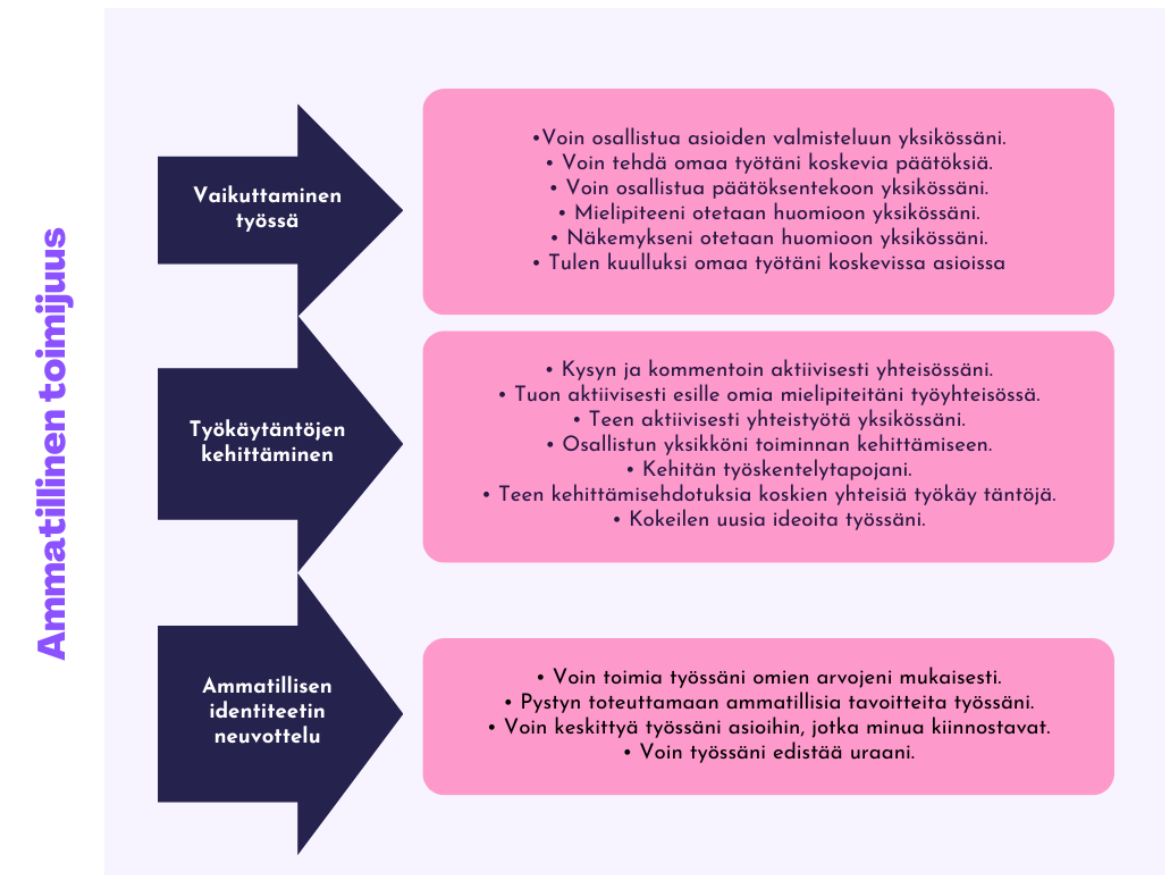 Ammatillinen toimijuus
Vaikuttaminen
työssä
•Voin osallistua asioiden valmisteluun yksikössäni.
• Voin tehdä omaa työtäni koskevia päätöksiä.
• Voin osallistua päätöksentekoon yksikössäni.
• Mielipiteeni otetaan huomioon yksikössäni.
• Näkemykseni otetaan huomioon yksikössäni.
• Tulen kuulluksi omaa työtäni koskevissa asioissa
Työkäytäntöjen
kehittäminen
• Kysyn ja kommentoin aktiivisesti yhteisössäni.
• Tuon aktiivisesti esille omia mielipiteitäni työyhteisössä.
• Teen aktiivisesti yhteistyötä yksikössäni.
• Osallistun yksikköni toiminnan kehittämiseen.
• Kehitän työskentelytapojani.
• Teen kehittämisehdotuksia koskien yhteisiä työkäy täntöjä.
• Kokeilen uusia ideoita työssäni.
Ammatillisen
identiteetin
neuvottelu
• Voin toimia työssäni omien arvojeni mukaisesti.
• Pystyn toteuttamaan ammatillisia tavoitteita työssäni.
• Voin keskittyä työssäni asioihin, jotka minua kiinnostavat.
• Voin työssäni edistää uraani.